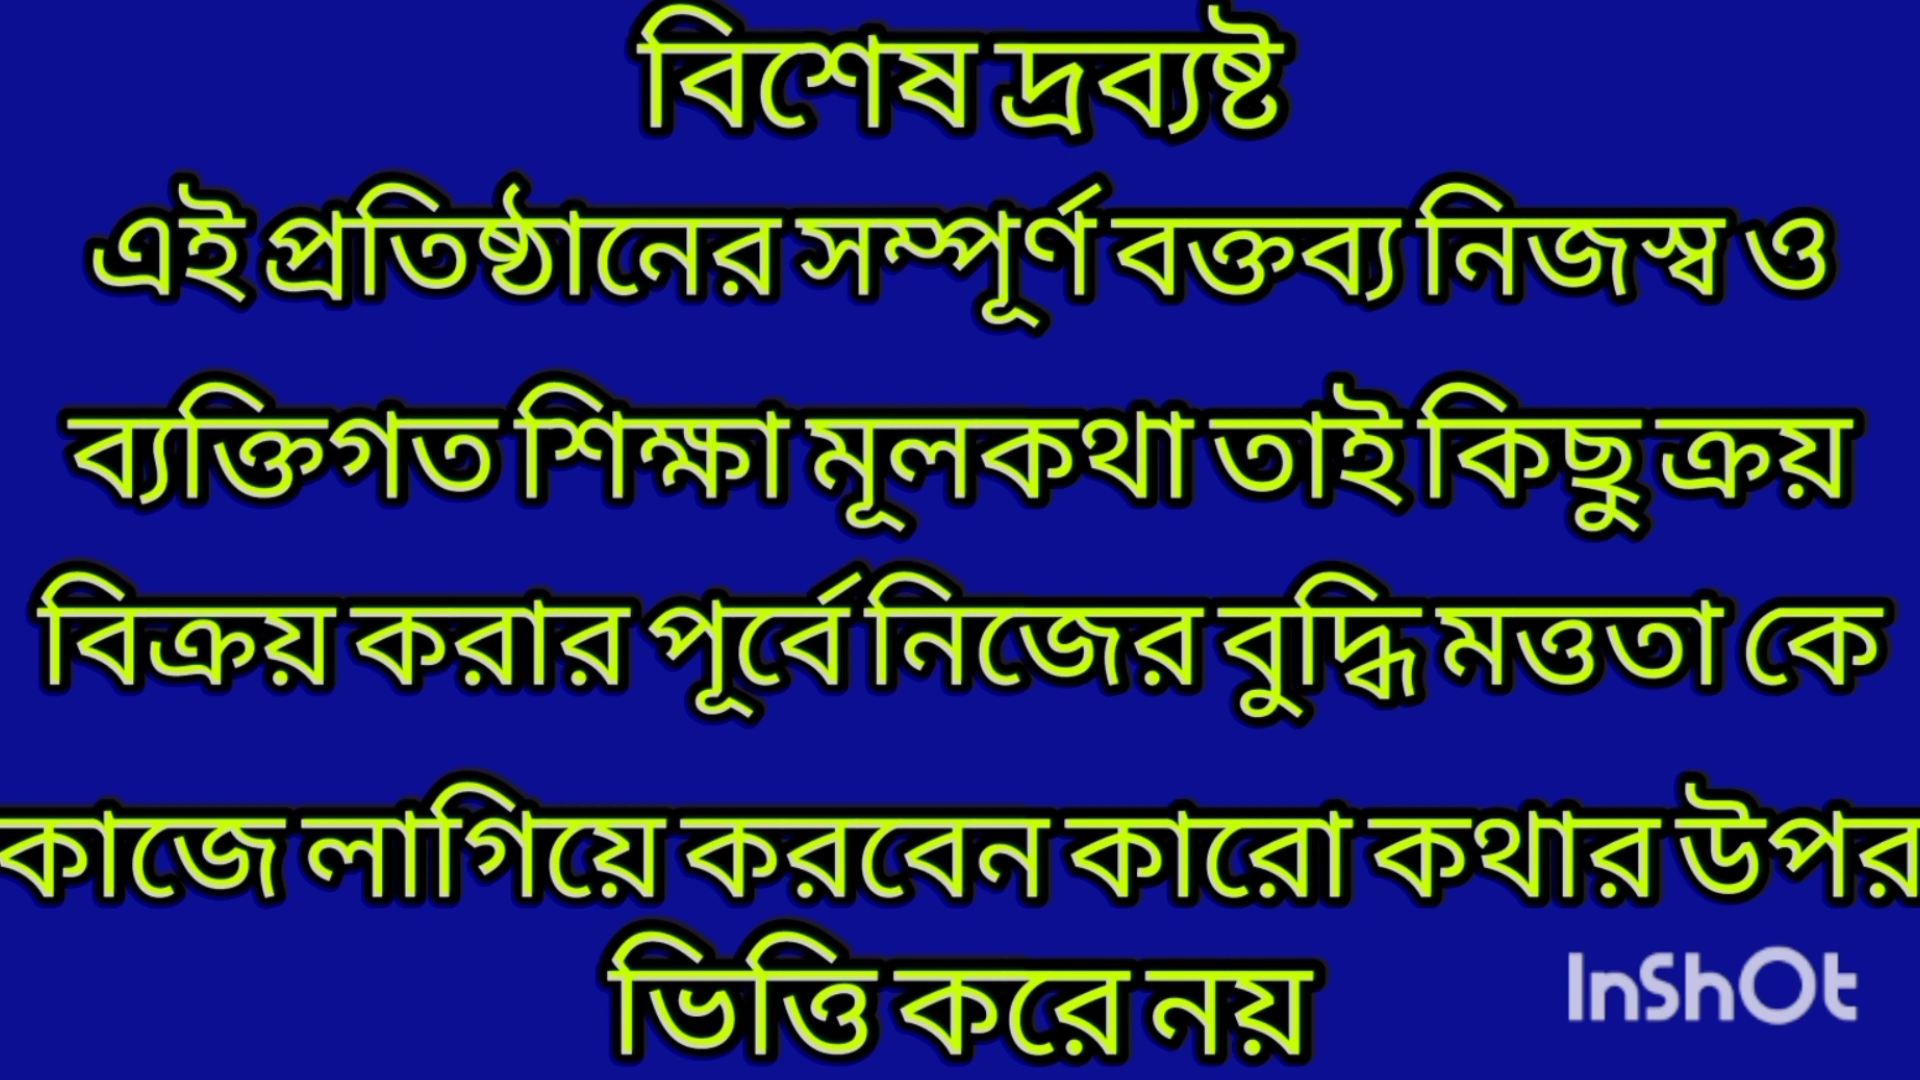 বিশেষ দ্রব্যষ্ট
এই প্রতিষ্ঠানের সম্পূর্ণ বক্তব্য নিজস্ব ও
ব্যক্তিগত শিক্ষা মূলকথা তাই কিছু ক্রয়
বিক্রয় করার পূর্বে নিজের বুদ্ধি মত্ততা কে
কাজে লাগিয়ে করবেন কারো কথার উপর
ভিত্তি করে নয়
InShOt